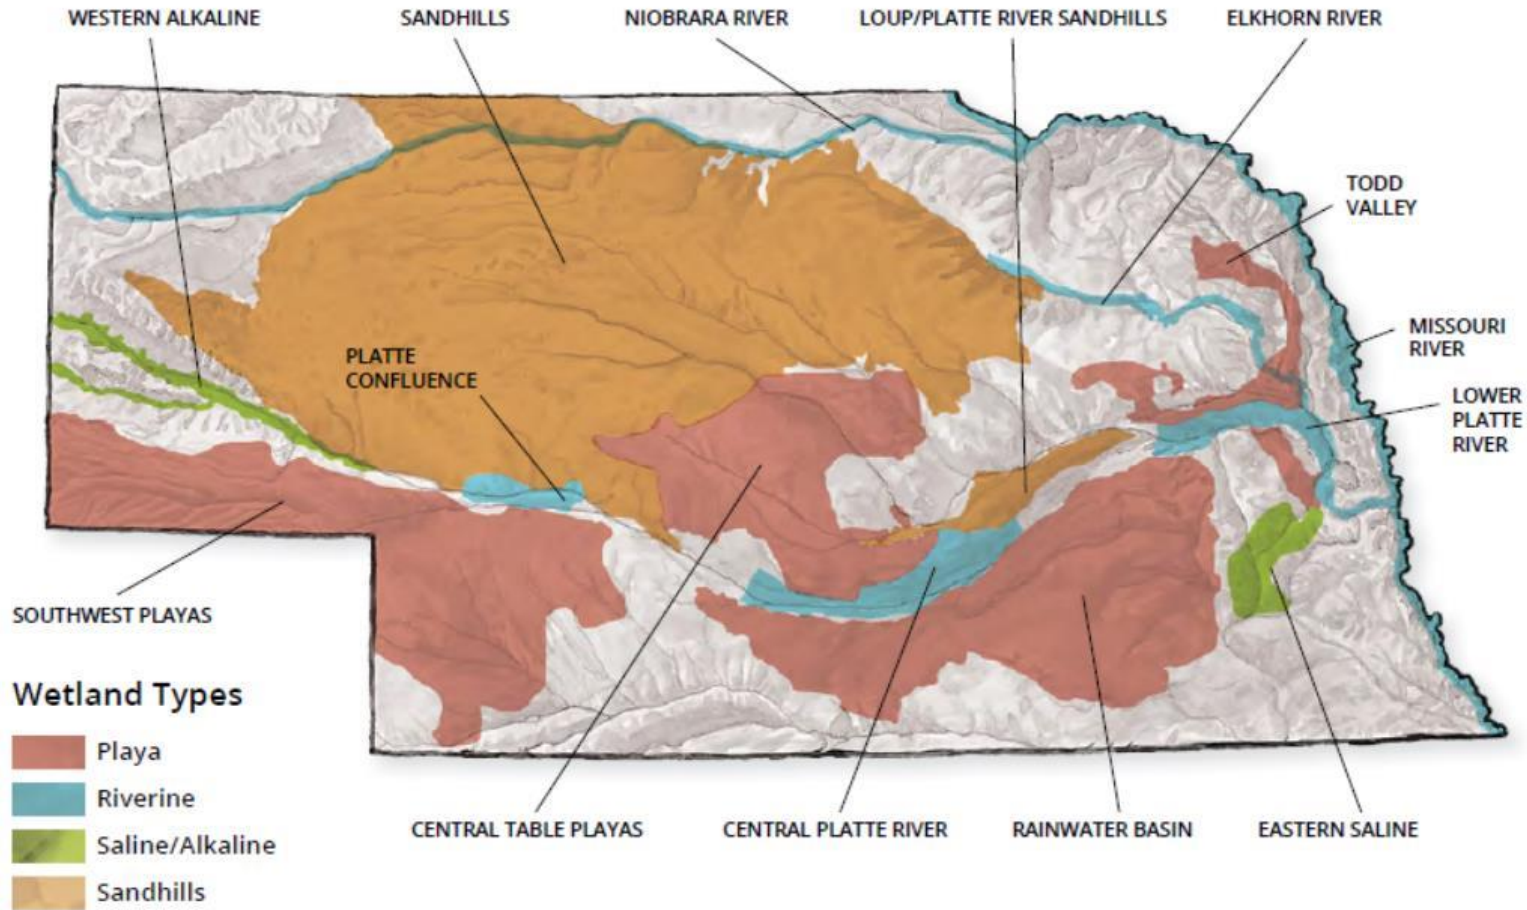 WESTERN ALKALINE
SANDHILLS
NIOBRARA RIVER
LOUP/PLATTE RIVER SANDHILLS
ELKHORN RIVER
TODD
VALLEY
MISSOURI
RIVER
PLATTE
CONFLUENCE
LOWER
PLATTE
RIVER
SOUTHWEST PLAYAS
Wetland Types
Playa
Riverine
Saline/Alkaline
Sandhills
CENTRAL TABLE PLAYAS
CENTRAL PLATTE RIVER
RAINWATER BASIN
EASTERN SALINE